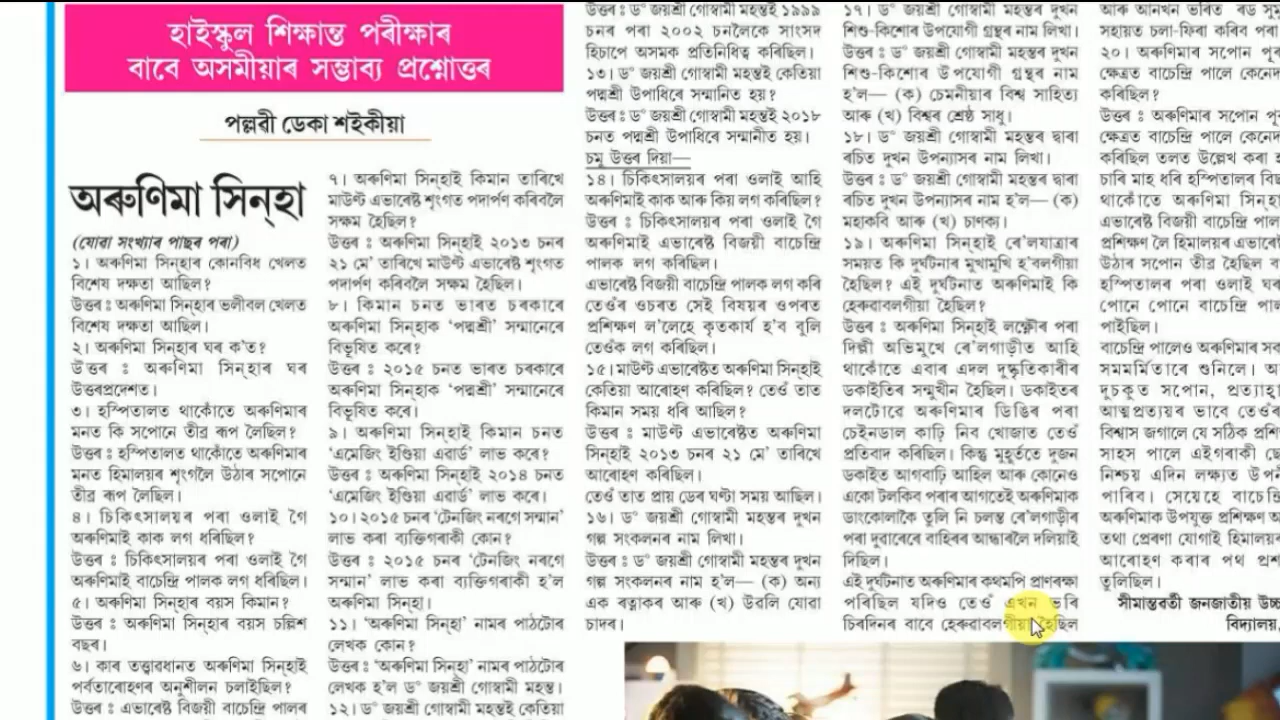 হাইস্কুল শিক্ষান্ত পৰীক্ষাৰ
বাবে অসমীয়াৰ সম্ভাব্য প্ৰশ্নোত্তৰ
পল্লৱী ডেকা শইকীয়া
অৰুণিমা সিন্হা
(যোৱা সংখ্যাৰ পাছৰ পৰা)
১। অৰুণিমা সিন্হাৰ কোনবিধ খেলত
বিশেষ দক্ষতা আছিল?
উত্তৰ: অৰুণিমা সিন্হাৰ ভলীবল খেলত
বিশেষ দক্ষতা আছিল।
২। অৰুণিমা সিন্হাৰ ঘৰ ক'ত?
উত্তৰ : অৰুণিমা সিন্হাৰ ঘৰ
উত্তৰপ্ৰদেশত।
৩। হস্পিতালত থাকোঁতে অৰুণিমাৰ
মনত কি সপোনে তীব্ৰ ৰূপ লৈছিল?
উত্তৰ: হস্পিতালত থাকোঁতে অৰুণিমাৰ
মনত হিমালয়ৰ শৃংগলৈ উঠাৰ সপোনে
তীব্ৰ ৰূপ লৈছিল।
৪। চিকিৎসালয়ৰ পৰা ওলাই গৈ
অৰুণিমাই কাক লগ ধৰিছিল?
উত্তৰ : চিকিৎসালয়ৰ পৰা ওলাই গৈ
অৰুণিমাই বাচেন্দ্ৰি পালক লগ ধৰিছিল।
৫। অৰুণিমা সিন্হাৰ বয়স কিমান?
উত্তৰ : অৰুণিমা সিন্হাৰ বয়স চল্লিশ
বছৰ।
৬। কাৰ তত্ত্বাৱধানত অৰুণিমা সিন্হাই
পৰ্বতাৰোহণৰ অনুশীলন চলাইছিল?
উত্তৰ : এভাৰেষ্ট বিজয়ী বাচেন্দ্ৰি পালৰ
৭। অৰুণিমা সিন্হাই কিমান তাৰিখে
মাউণ্ট এভাৰেষ্ট শৃংগত পদাৰ্পণ কৰিবলৈ
সক্ষম হৈছিল?
উত্তৰ : অৰুণিমা সিন্হাই ২০১৩ চনৰ
২১ মে' তাৰিখে মাউণ্ট এভাৰেষ্ট শৃংগত
পদাৰ্পণ কৰিবলৈ সক্ষম হৈছিল।
৮। কিমান চনত ভাৰত চৰকাৰে
অৰুণিমা সিন্হাক ‘পদ্মশ্ৰী’ সন্মানেৰে
বিভূষিত কৰে?
উত্তৰ : ২০১৫ চনত ভাৰত চৰকাৰে
অৰুণিমা সিন্হাক ‘পদ্মশ্ৰী’ সন্মানেৰে
বিভূষিত কৰে।
৯। অৰুণিমা সিন্হাই কিমান চনত
‘এমেজিং ইণ্ডিয়া এবাৰ্ড’ লাভ কৰে?
উত্তৰ : অৰুণিমা সিন্হাই ২০১৪ চনত
‘এমেজিং ইণ্ডিয়া এবাৰ্ড’ লাভ কৰে।
১০। ২০১৫ চনৰ ‘টেনজিং নৰগে সন্মান’
লাভ কৰা ব্যক্তিগৰাকী কোন?
উত্তৰ : ২০১৫ চনৰ ‘টেনজিং নৰগে
সন্মান’ লাভ কৰা ব্যক্তিগৰাকী হ'ল
অৰুণিমা সিন্হা।
১১। ‘অৰুণিমা সিন্হা’ নামৰ পাঠটোৰ
লেখক কোন?
উত্তৰ : ‘অৰুণিমা সিন্হা’ নামৰ পাঠটোৰ
লেখক হ'ল ড° জয়শ্ৰী গোস্বামী মহন্ত।
১২। ড° জয়শ্ৰী গোস্বামী মহন্তই কেতিয়া
উত্তৰ : ড° জয়শ্ৰী গোস্বামী মহন্তই ১৯৯৯
চনৰ পৰা ২০০২ চনলৈকে সাংসদ
হিচাপে অসমক প্ৰতিনিধিত্ব কৰিছিল।
১৩। ড° জয়শ্ৰী গোস্বামী মহন্তই কেতিয়া
পদ্মশ্ৰী উপাধিৰে সন্মানিত হয়?
উত্তৰ : ড° জয়শ্ৰী গোস্বামী মহন্তই ২০১৮
চনত পদ্মশ্ৰী উপাধিৰে সন্মানীত হয়।
চমু উত্তৰ দিয়া—
১৪। চিকিৎসালয়ৰ পৰা ওলাই আহি
অৰুণিমাই কাক আৰু কিয় লগ কৰিছিল?
উত্তৰ : চিকিৎসালয়ৰ পৰা ওলাই গৈ
অৰুণিমাই এভাৰেষ্ট বিজয়ী বাচেন্দ্ৰি
পালক লগ কৰিছিল।
এভাৰেষ্ট বিজয়ী বাচেন্দ্ৰি পালক লগ কৰি
তেওঁৰ ওচৰত সেই বিষয়ৰ ওপৰত
প্ৰশিক্ষণ ল'লেহে কৃতকাৰ্য হ'ব বুলি
তেওঁক লগ কৰিছিল।
১৫। মাউণ্ট এভাৰেষ্টত অৰুণিমা সিন্হাই
কেতিয়া আৰোহণ কৰিছিল? তেওঁ তাত
কিমান সময় ধৰি আছিল?
উত্তৰ : মাউণ্ট এভাৰেষ্টত অৰুণিমা
সিন্হাই ২০১৩ চনৰ ২১ মে' তাৰিখে
আৰোহণ কৰিছিল।
তেওঁ তাত প্ৰায় ডেৰ ঘণ্টা সময় আছিল।
১৬। ড° জয়শ্ৰী গোস্বামী মহন্তৰ দুখন
গল্প সংকলনৰ নাম লিখা।
উত্তৰ : ড° জয়শ্ৰী গোস্বামী মহন্তৰ দুখন
গল্প সংকলনৰ নাম হ'ল— (ক) অন্য
এক ৰত্নাকৰ আৰু (খ) উৱলি যোৱা
চাদৰ।
১৭। ড° জয়শ্ৰী গোস্বামী মহন্তৰ দুখন
শিশু-কিশোৰ উপযোগী গ্ৰন্থৰ নাম লিখা।
উত্তৰ : ড° জয়শ্ৰী গোস্বামী মহন্তৰ দুখন
শিশু-কিশোৰ উপযোগী গ্ৰন্থৰ নাম
হ'ল— (ক) চেমনীয়াৰ বিশ্ব সাহিত্য
আৰু (খ) বিশ্বৰ শ্ৰেষ্ঠ সাধু।
১৮। ড° জয়শ্ৰী গোস্বামী মহন্তৰ দ্বাৰা
ৰচিত দুখন উপন্যাসৰ নাম লিখা।
উত্তৰ : ড° জয়শ্ৰী গোস্বামী মহন্তৰ দ্বাৰা
ৰচিত দুখন উপন্যাসৰ নাম হ'ল— (ক)
মহাকবি আৰু (খ) চাণক্য।
১৯। অৰুণিমা সিন্হাই ৰে'লযাত্ৰাৰ
সময়ত কি দুৰ্ঘটনাৰ মুখামুখি হ'বলগীয়া
হৈছিল? এই দুৰ্ঘটনাত অৰুণিমাই কি
হেৰুৱাবলগীয়া হৈছিল?
উত্তৰ : অৰুণিমা সিন্হাই লক্ষ্ণৌৰ পৰা
দিল্লী অভিমুখে ৰে'লগাড়ীত আহি
থাকোঁতে এবাৰ এদল দুষ্কৃতিকাৰীৰ
ডকাইতিৰ সন্মুখীন হৈছিল। ডকাইতৰ
দলটোৱে অৰুণিমাৰ ডিঙিৰ পৰা
চেইনডাল কাঢ়ি নিব খোজাত তেওঁ
প্ৰতিবাদ কৰিছিল। কিন্তু মুহূৰ্ততে দুজন
ডকাইত আগবাঢ়ি আহিল আৰু কোনেও
একো টলকিব পৰাৰ আগতেই অৰুণিমাক
ডাংকোলাকৈ তুলি নি চলন্ত ৰে'লগাড়ীৰ
পৰা দুৱাৰেৰে বাহিৰৰ আন্ধাৰলৈ দলিয়াই
দিছিল।
এই দুৰ্ঘটনাত অৰুণিমাৰ কথমপি প্ৰাণৰক্ষা
পৰিছিল যদিও তেওঁ এখন ভৰি
চিৰদিনৰ বাবে হেৰুৱাবলগীয়া হৈছিল
আৰু আনখন ভৰিত ৰড
সহায়ত চলা-ফিৰা কৰিব
২০। অৰুণিমাৰ সপোন
ক্ষেত্ৰত বাচেন্দ্ৰি পালে
কৰিছিল?
উত্তৰ : অৰুণিমাৰ সপোন
ক্ষেত্ৰত বাচেন্দ্ৰি পালে
কৰিছিল তলত উল্লেখ কৰা
চাৰি মাহ ধৰি হস্পিতালৰ
থাকোঁতে অৰুণিমা
এভাৰেষ্ট বিজয়ী বাচেন্দ্ৰি
প্ৰশিক্ষণ লৈ হিমালয়ৰ
উঠাৰ সপোন তীব্ৰ হৈছিল
হস্পিতালৰ পৰা ওলাই
পোনে পোনে বাচেন্দ্ৰি
পাইছিল।
বাচেন্দ্ৰি পালেও অৰুণিমাৰ
সমমৰ্মিতাৰে শুনিলে।
দুচকুত সপোন,
আত্মপ্ৰত্যয়ৰ ভাবে
বিশ্বাস জগালে যে সঠিক
সাহস পালে এইগৰাকী
নিশ্চয় এদিন লক্ষ্যত
পাৰিব। সেয়েহে
অৰুণিমাক উপযুক্ত প্ৰশিক্ষণ
তথা প্ৰেৰণা যোগাই
আৰোহণ কৰাৰ পথ
তুলিছিল।
সীমান্তৱৰ্তী জনজাতীয়
বিদ্যালয়,